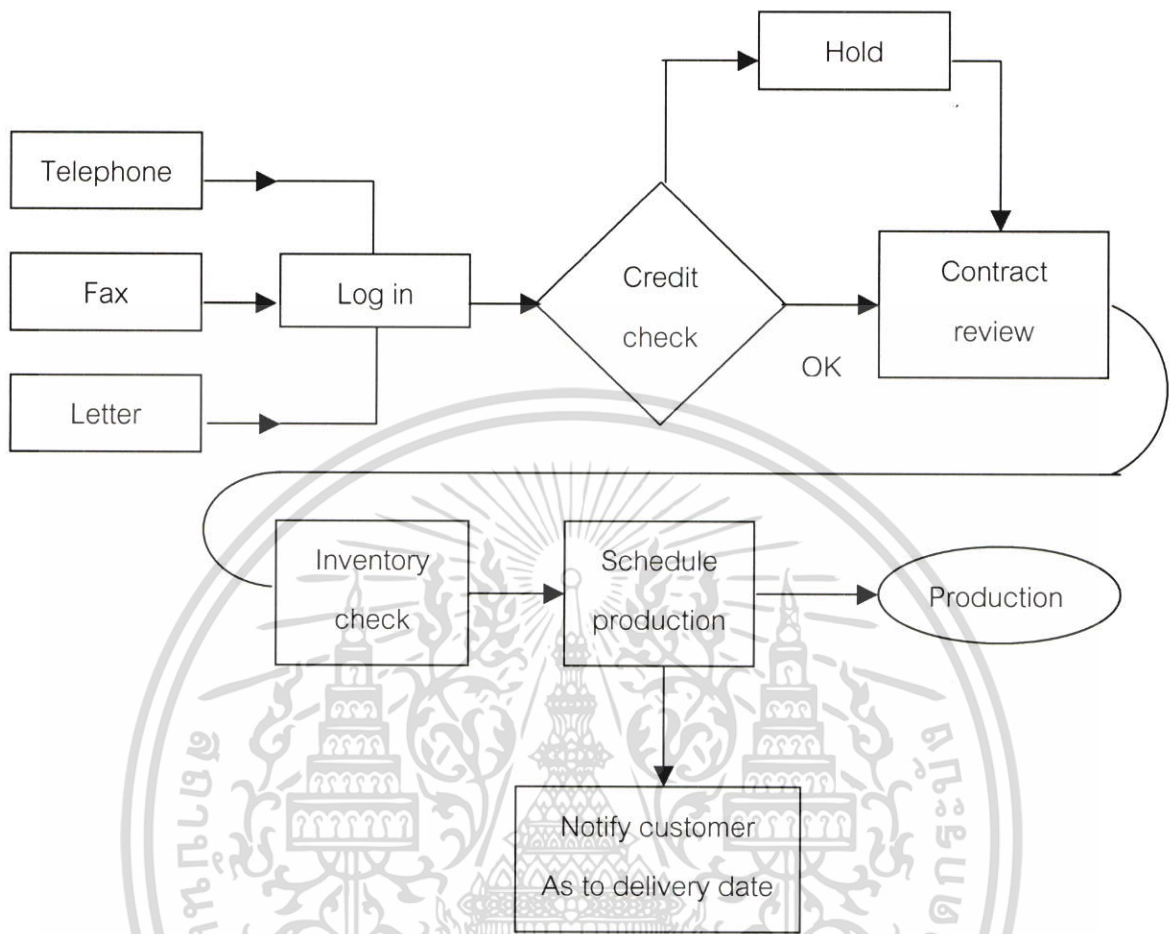 Hold
Telephone
Fax
Letter
Log in
Credit
check
OK
Contract
review
Inventory
check
Schedule
production
Production
Notify customer
As to delivery date